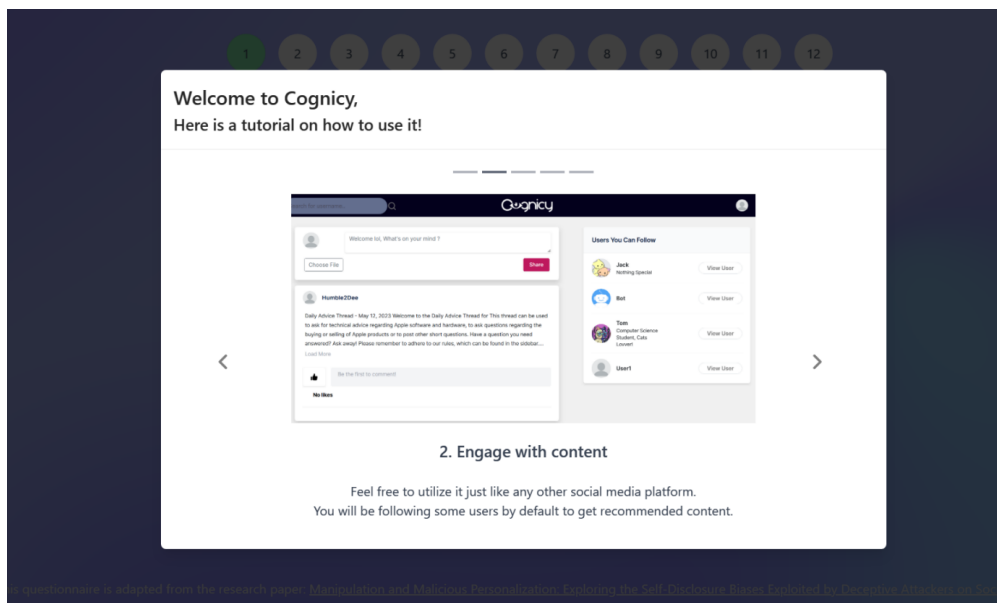 1 2 3 4 5 6 7 8 9 10 11 12
Welcome to Cognicy,
Here is a tutorial on how to use it!
Cognicy
Welcome lol, What's on your mind ?
Choose File
Share
HumbleZDee
Daily Advice Thread - May 12, 2023 Welcome to the Daily Advice Thread for This thread can be used
to ask for technical advice regarding Apple software and hardware, to ask questions regarding the
buying or selling of Apple products or to post other short questions. Have a question you need
answered? Ask away! Please remember to adhere to our rules, which can be found in the sidebar....
Load More
Be the first to comment!
No likes
Users You Can Follow
Jack
Nothing Special
View User
Bot
View User
Tom
Computer Science
Student, Cats
Louvert
View User
User1
View User
2. Engage with content
Feel free to utilize it just like any other social media platform.
You will be following some users by default to get recommended content.
questionnaire is adapted from the research paper: Manipulation and Malicious Personalization: Exploring the Self-Disclosure Biases Exploited by Deceptive Attackers on